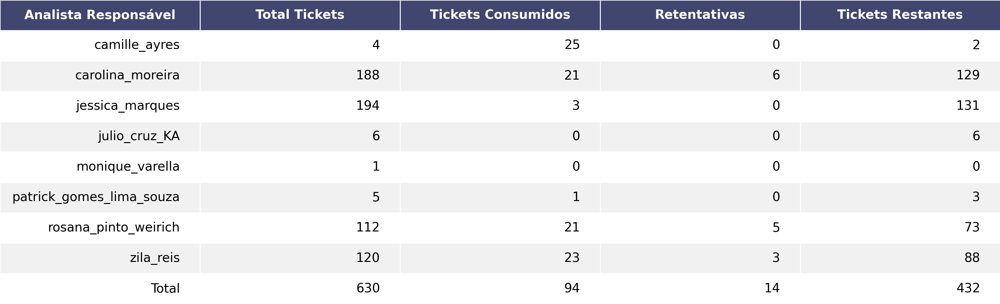 Analista Responsável Total Tickets Tickets Consumidos Retentativas Tickets Restantes
camille_ayres 4 25 0 2
carolina_moreira 188 21 6 129
jessica_marques 194 3 0 131
julio_cruz_KA 6 0 0 6
monique_varella 1 0 0 0
patrick_gomes_lima_souza 5 1 0 3
rosana_pinto_weirich 112 21 5 73
zila_reis 120 23 3 88
Total 630 94 14 432